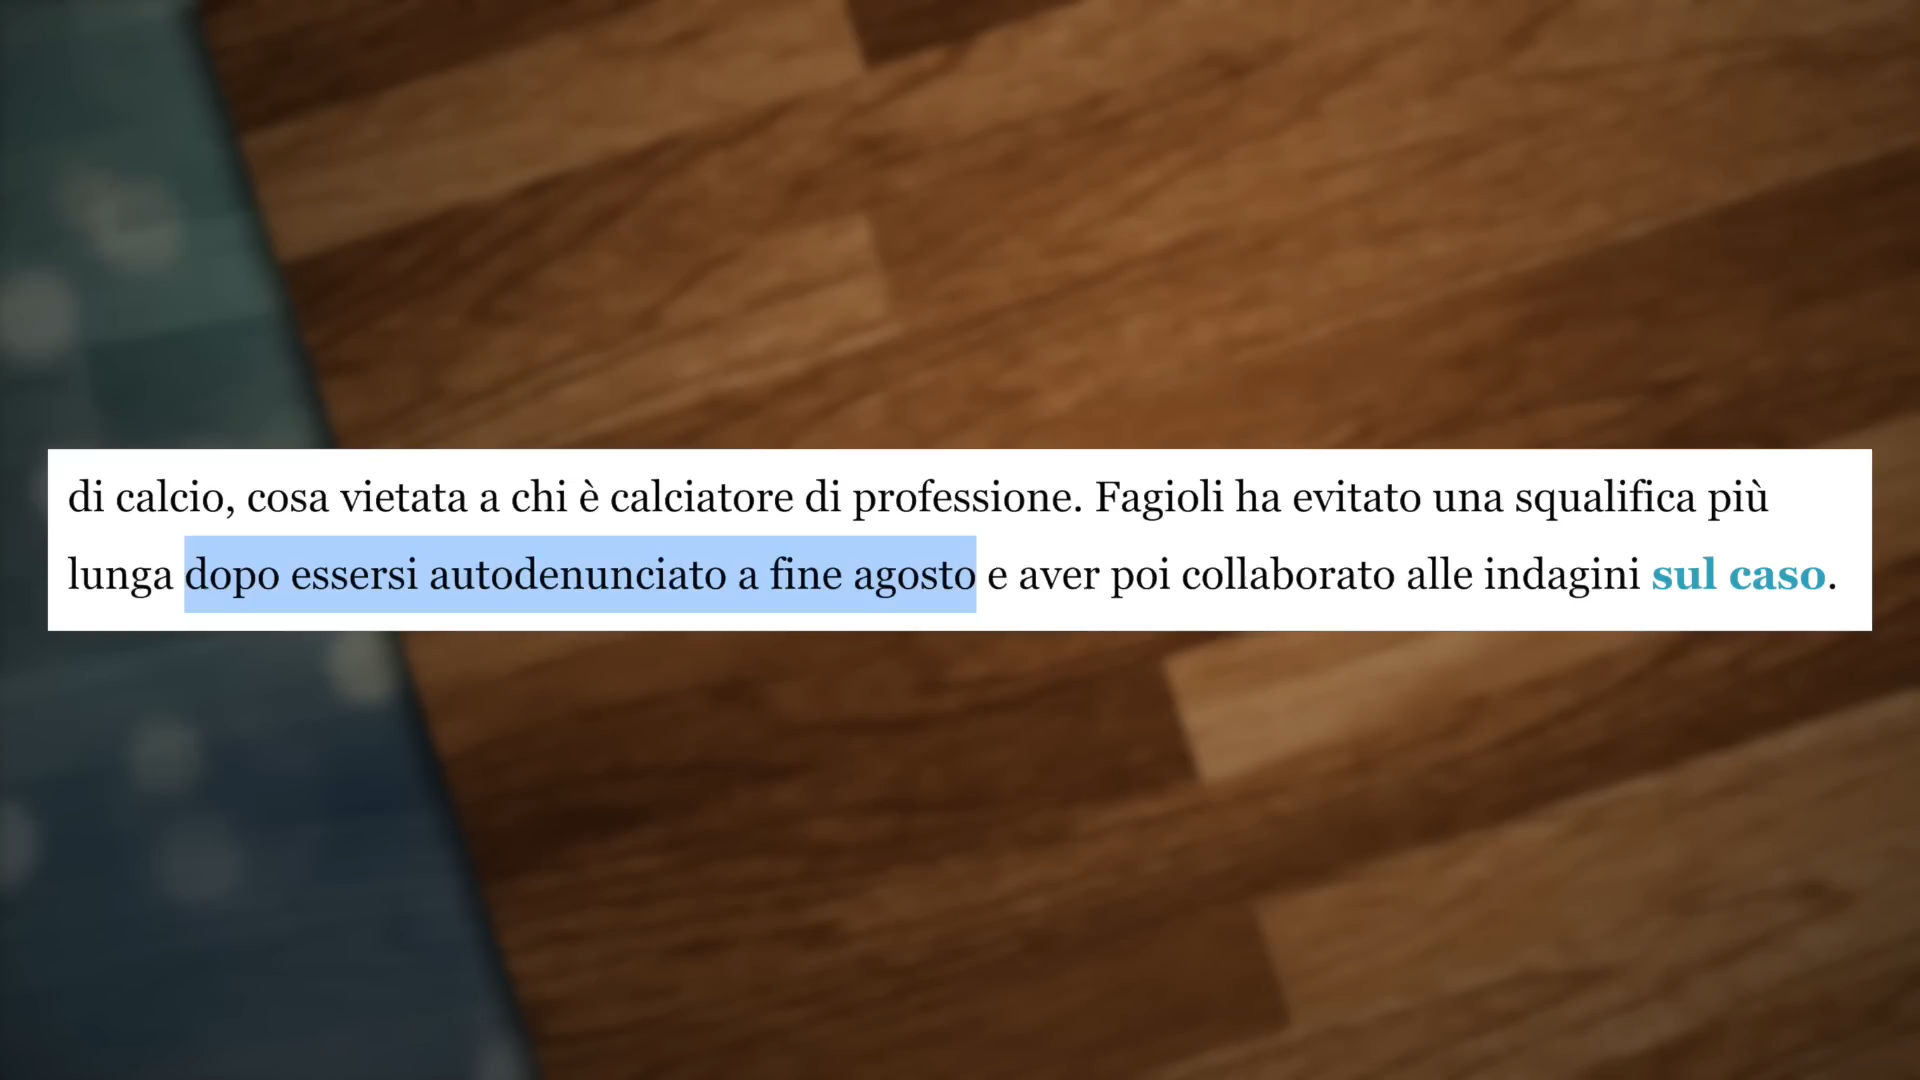 di calcio, cosa vietata a chi è calciatore di professione. Fagioli ha evitato una squalifica più
lunga dopo essersi autodenunciato a fine agosto e aver poi collaborato alle indagini sul caso.